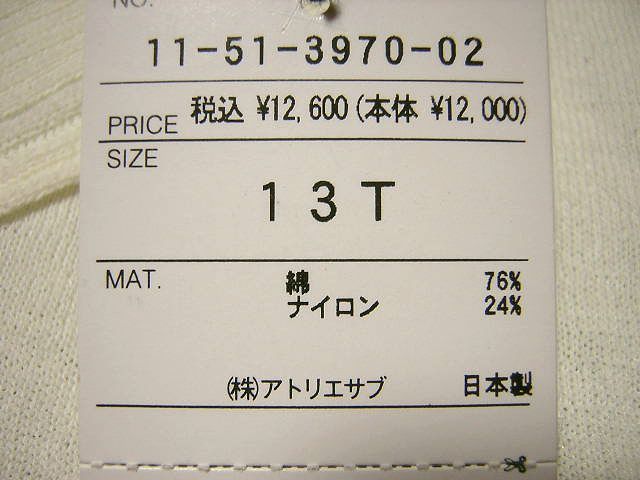 NO.
11-51-3970-02
PRICE 税込 ¥12,600(本体 ¥12,000)
SIZE
13T
MAT. 綿 76%
ナイロン 24%
(株)アトリエサブ 日本製